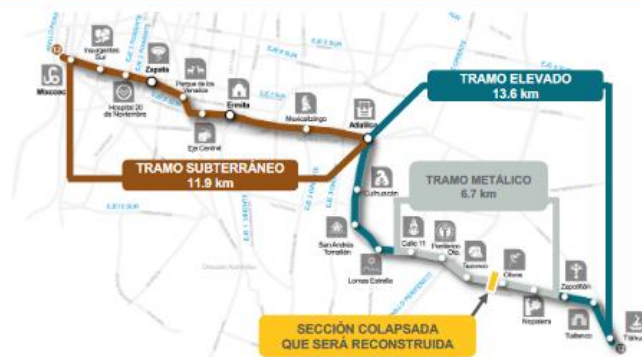 Insurgentes
Sur
Mixcoac
Hospital 20
de Noviembre
Zapata
Parque de los
Venados
Eje Central
Ermita
Mexicaltzingo
Atlalilco
TRAMO ELEVADO
13.6 km
TRAMO SUBTERRÁNEO
11.9 km
Culhuacán
TRAMO METÁLICO
6.7 km
San Andrés
Tomatlán
Lomas Estrella
Calle 11
Periférico
Ote.
Tezonco
Olivos
Nopalera
Zapotitlán
Tlaltenco
SECCIÓN COLAPSADA
QUE SERÁ RECONSTRUIDA